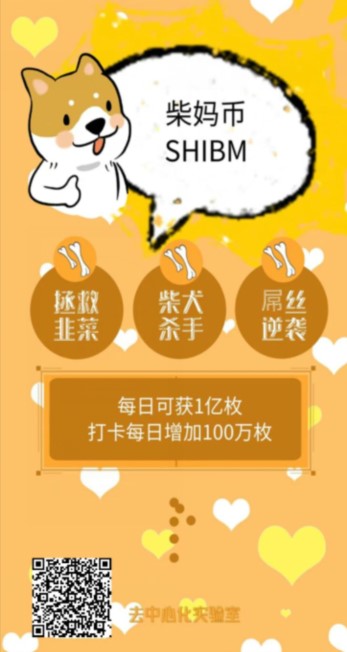 柴妈币
SHIBM
拯救
韭菜
柴犬
杀手
屌丝
逆袭
每日可获1亿枚
打卡每日增加100万枚
去中心化实验室